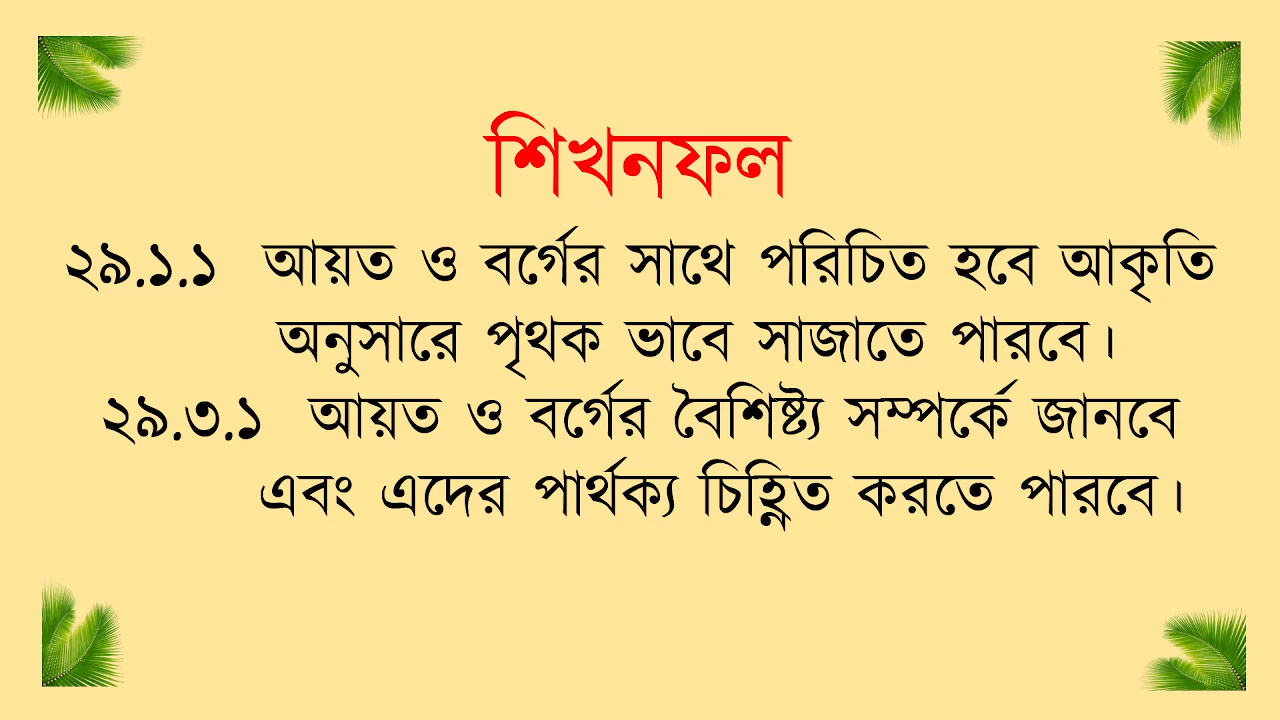 শিখনফল
২৯.১.১ আয়ত ও বর্গের সাথে পরিচিত হবে আকৃতি
অনুসারে পৃথক ভাবে সাজাতে পারবে।
২৯.৩.১ আয়ত ও বর্গের বৈশিষ্ট্য সম্পর্কে জানবে
এবং এদের পার্থক্য চিহ্ণিত করতে পারবে।